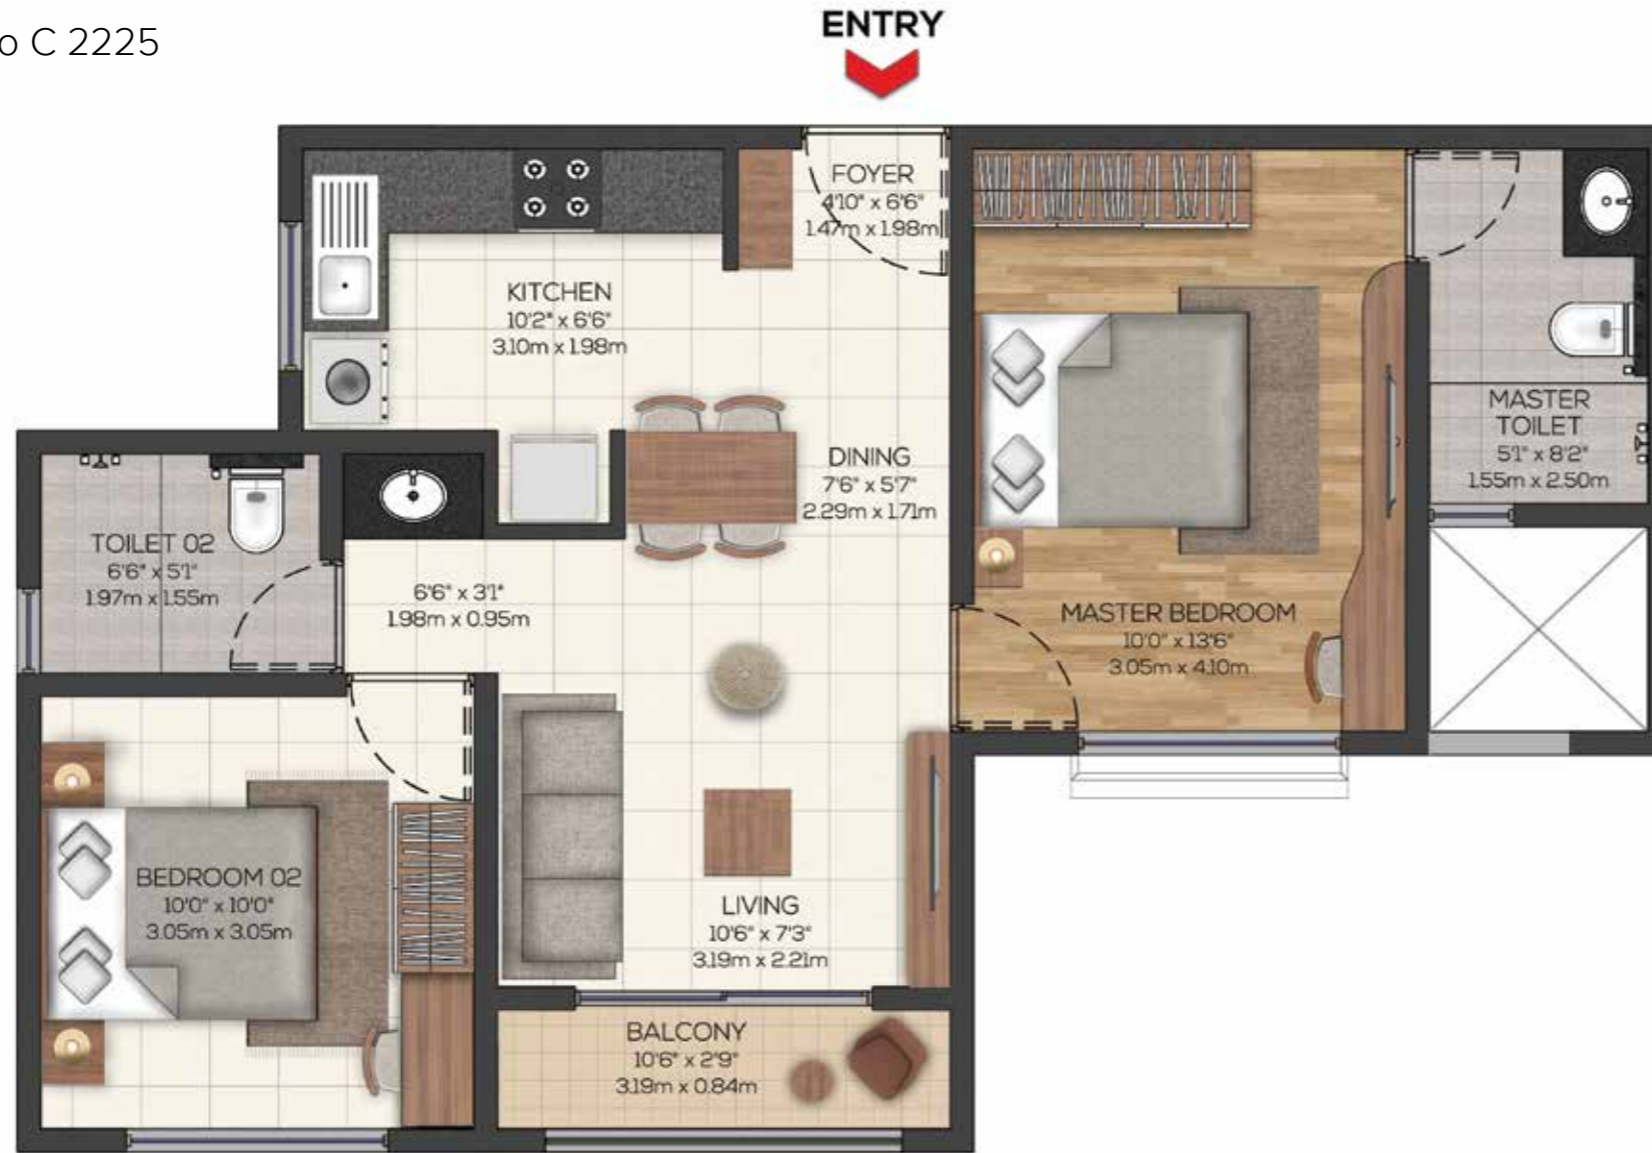 o C 2225
ENTRY
FOYER
4'10" x 6'6"
1.47m x 1.98m
KITCHEN
10'2" x 6'6"
3.10m x 1.98m
DINING
7'6" x 5'7"
2.29m x 1.71m
MASTER
TOILET
5'1" x 8'2"
1.55m x 2.50m
TOILET 02
6'6" x 5'1"
1.97m x 1.55m
6'6" x 3'1"
1.98m x 0.95m
MASTER BEDROOM
10'0" x 13'6"
3.05m x 4.10m
BEDROOM 02
10'0" x 10'0"
3.05m x 3.05m
LIVING
10'6" x 7'3"
3.19m x 2.21m
BALCONY
10'6" x 2'9"
3.19m x 0.84m